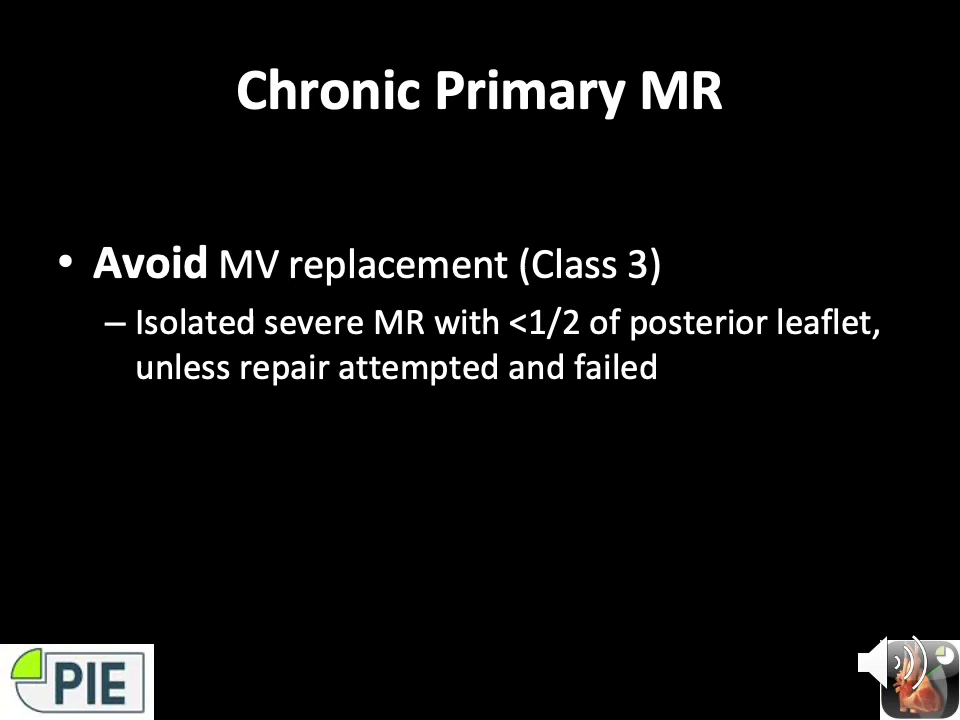 Chronic Primary MR
• Avoid MV replacement (Class 3)
– Isolated severe MR with <1/2 of posterior leaflet,
unless repair attempted and failed
PIE